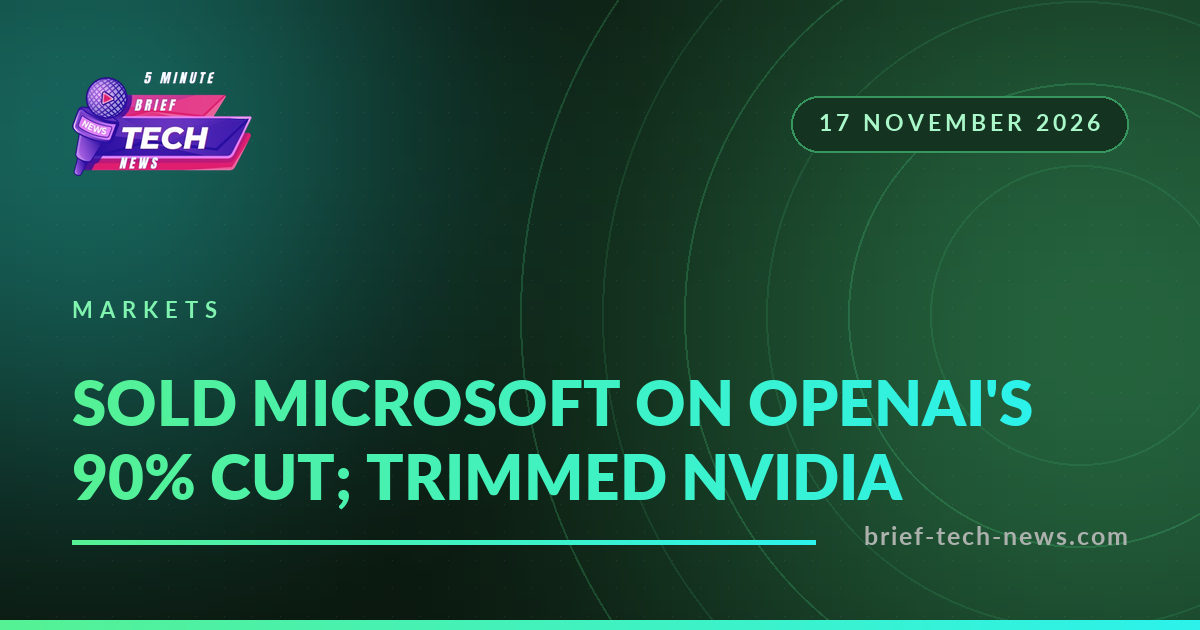 5 MINUTE
BRIEF
NEWS
TECH
NEWS
17 NOVEMBER 2026
MARKETS
SOLD MICROSOFT ON OPENAI'S
90% CUT; TRIMMED NVIDIA
brief-tech-news.com